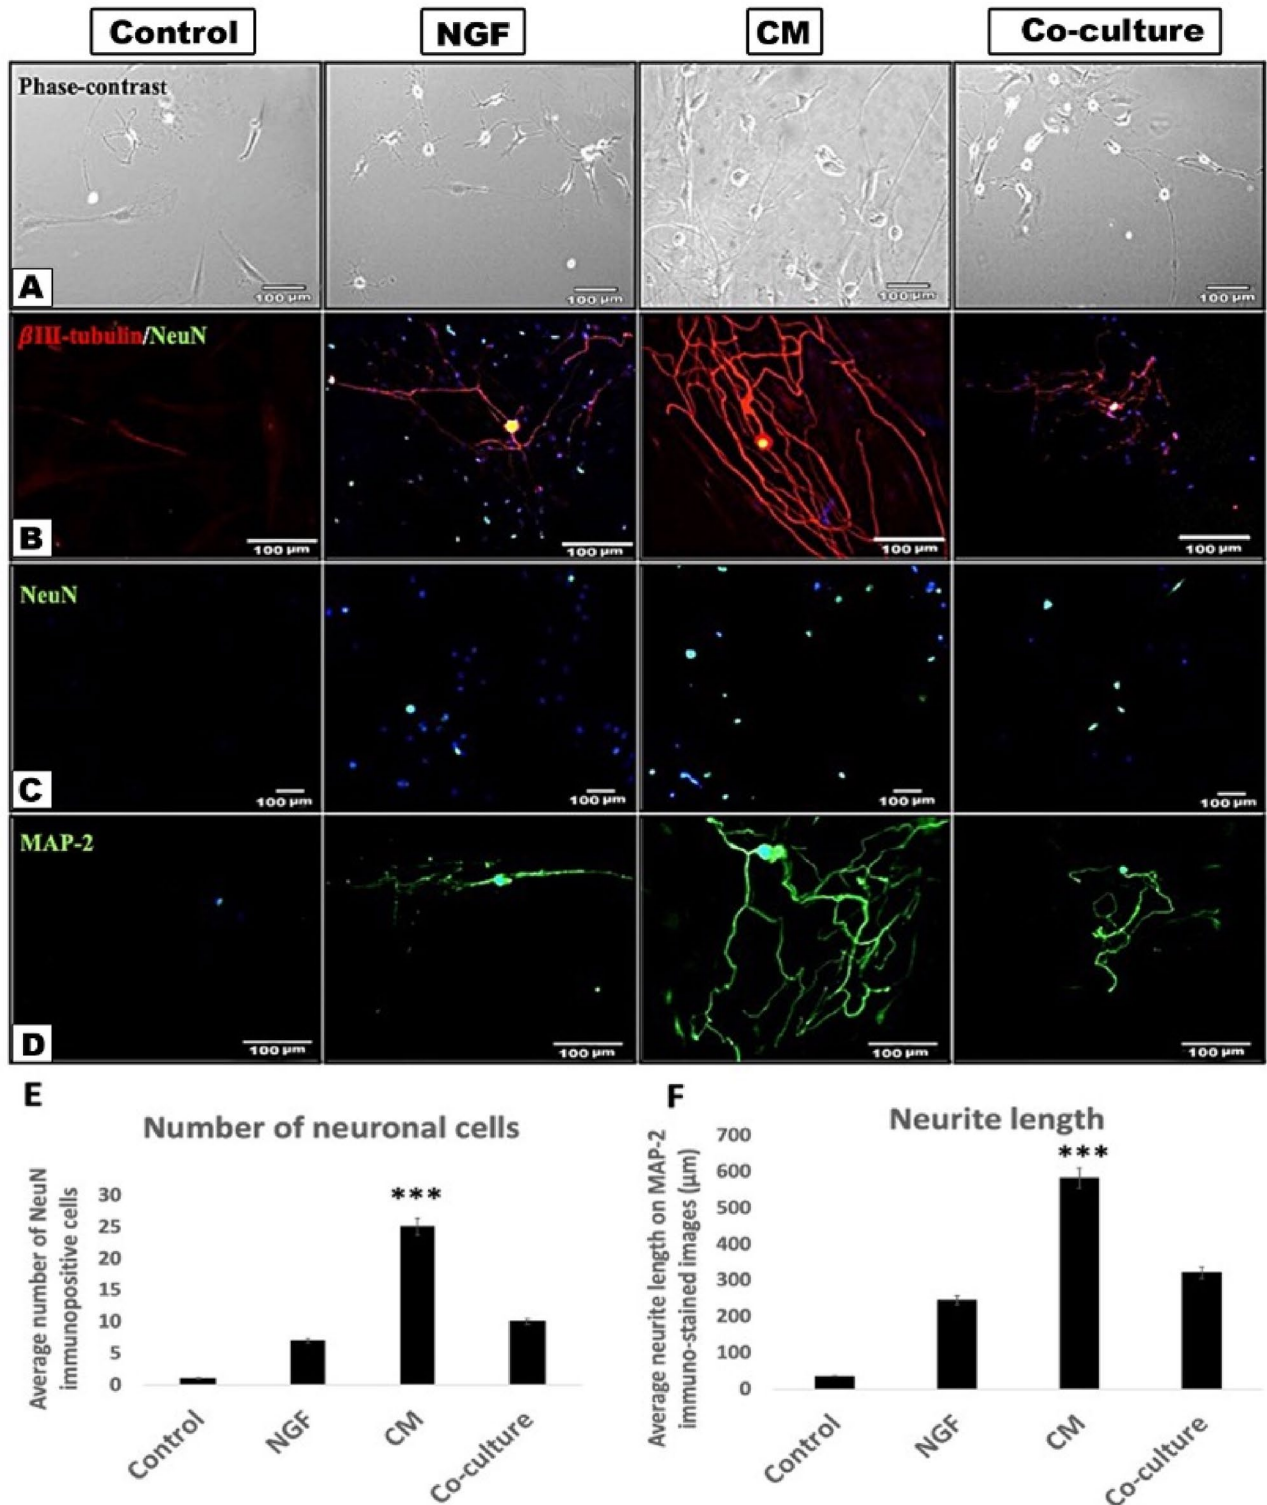 Control NGF CM Co-culture
Phase-contrast
A 100 µm 100 µm 100 µm 100 µm
βIII-tubulin/NeuN
B 100 µm 100 µm 100 µm 100 µm
NeuN
C 100 µm 100 µm 100 µm 100 µm
MAP-2
D 100 µm 100 µm 100 µm 100 µm
E
Number of neuronal cells
Average number of NeuN
immunopositive cells
30
25
20
15
10
5
0
***
Control NGF CM Co-culture
F
Neurite length
Average neurite length on MAP-2
immuno-stained images (µm)
700
600
500
400
300
200
100
0
***
Control NGF CM Co-culture